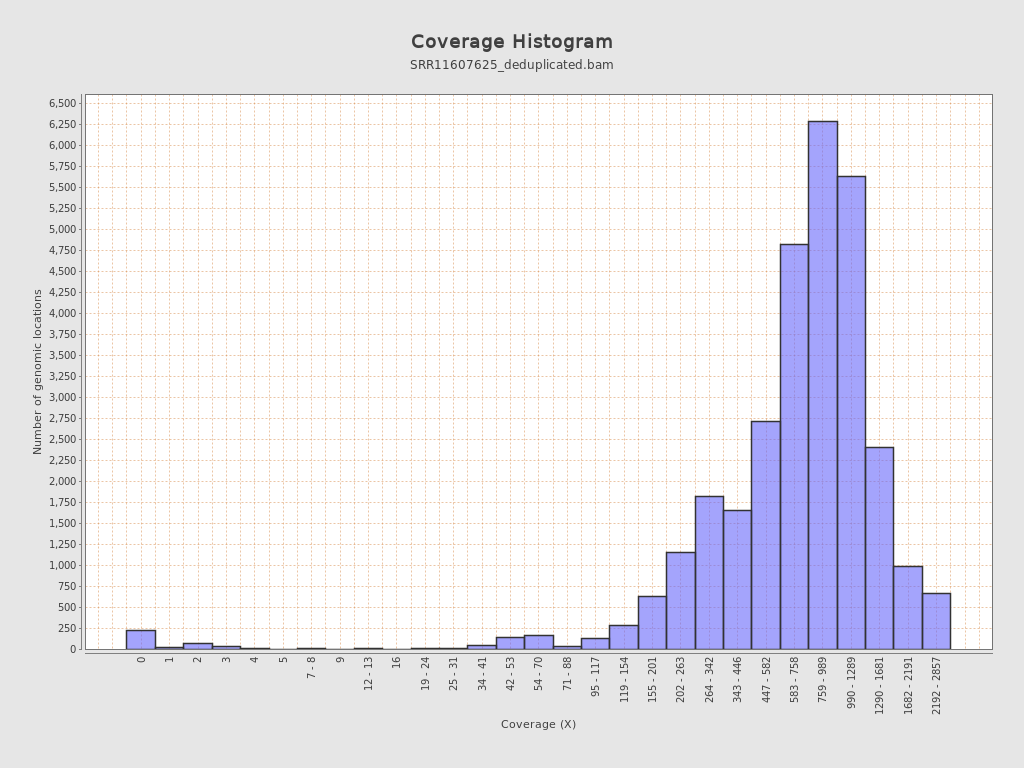 Coverage Histogram
SRR11607625_deduplicated.bam
Number of genomic locations
6,500
6,250
6,000
5,750
5,500
5,250
5,000
4,750
4,500
4,250
4,000
3,750
3,500
3,250
3,000
2,750
2,500
2,250
2,000
1,750
1,500
1,250
1,000
750
500
250
0
0
1
2
3
4
5
7 - 8
9
12 - 13
16
19 - 24
25 - 31
34 - 41
42 - 53
54 - 70
71 - 88
95 - 117
119 - 154
155 - 201
202 - 263
264 - 342
343 - 446
447 - 582
583 - 758
759 - 989
990 - 1289
1290 - 1681
1682 - 2191
2192 - 2857
Coverage (X)